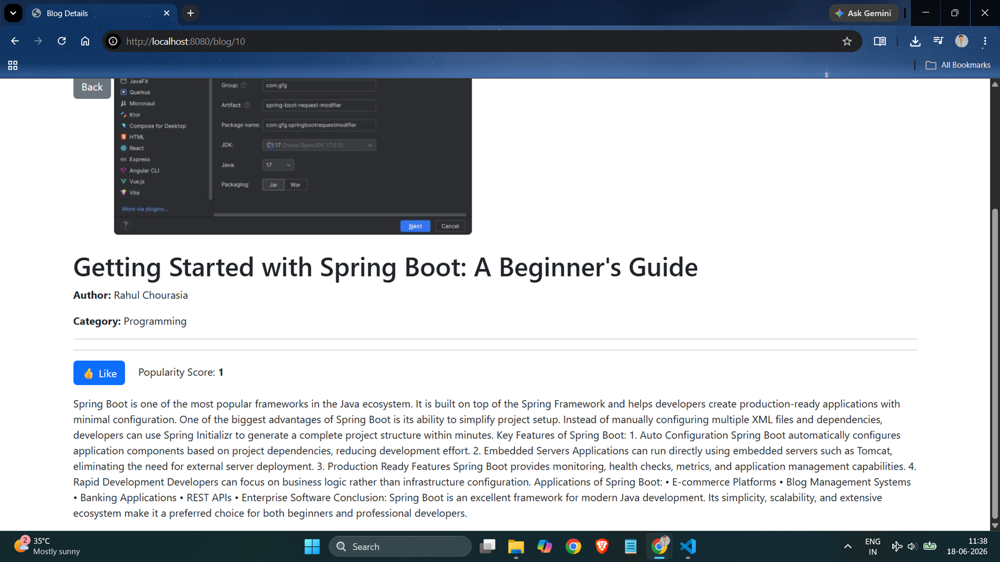 Blog Details
Ask Gemini
http://localhost:8080/blog/10
All Bookmarks
Back
JavaFX
Quarkus
Micronaut
Ktor
Compose for Desktop
HTML
React
ex Express
Angular CLI
Vue.js
Vite
More via plugins...
?
Group: ?
com.gfg
Artifact: ?
spring-boot-request-modifier
Package name:
com.gfg.springbootrequestmodifier
JDK:
17 Oracle OpenJDK 17.0.12
Java:
17
Packaging:
Jar
War
Next
Cancel
Getting Started with Spring Boot: A Beginner's Guide
Author: Rahul Chourasia
Category: Programming
👍 Like
Popularity Score: 1
Spring Boot is one of the most popular frameworks in the Java ecosystem. It is built on top of the Spring Framework and helps developers create production-ready applications with
minimal configuration. One of the biggest advantages of Spring Boot is its ability to simplify project setup. Instead of manually configuring multiple XML files and dependencies,
developers can use Spring Initializr to generate a complete project structure within minutes. Key Features of Spring Boot: 1. Auto Configuration Spring Boot automatically configures
application components based on project dependencies, reducing development effort. 2. Embedded Servers Applications can run directly using embedded servers such as Tomcat,
eliminating the need for external server deployment. 3. Production Ready Features Spring Boot provides monitoring, health checks, metrics, and application management capabilities. 4.
Rapid Development Developers can focus on business logic rather than infrastructure configuration. Applications of Spring Boot: • E-commerce Platforms • Blog Management Systems
• Banking Applications • REST APIs • Enterprise Software Conclusion: Spring Boot is an excellent framework for modern Java development. Its simplicity, scalability, and extensive
ecosystem make it a preferred choice for both beginners and professional developers.
2
35°C
Mostly sunny
Search
ENG
IN
11:38
18-06-2026